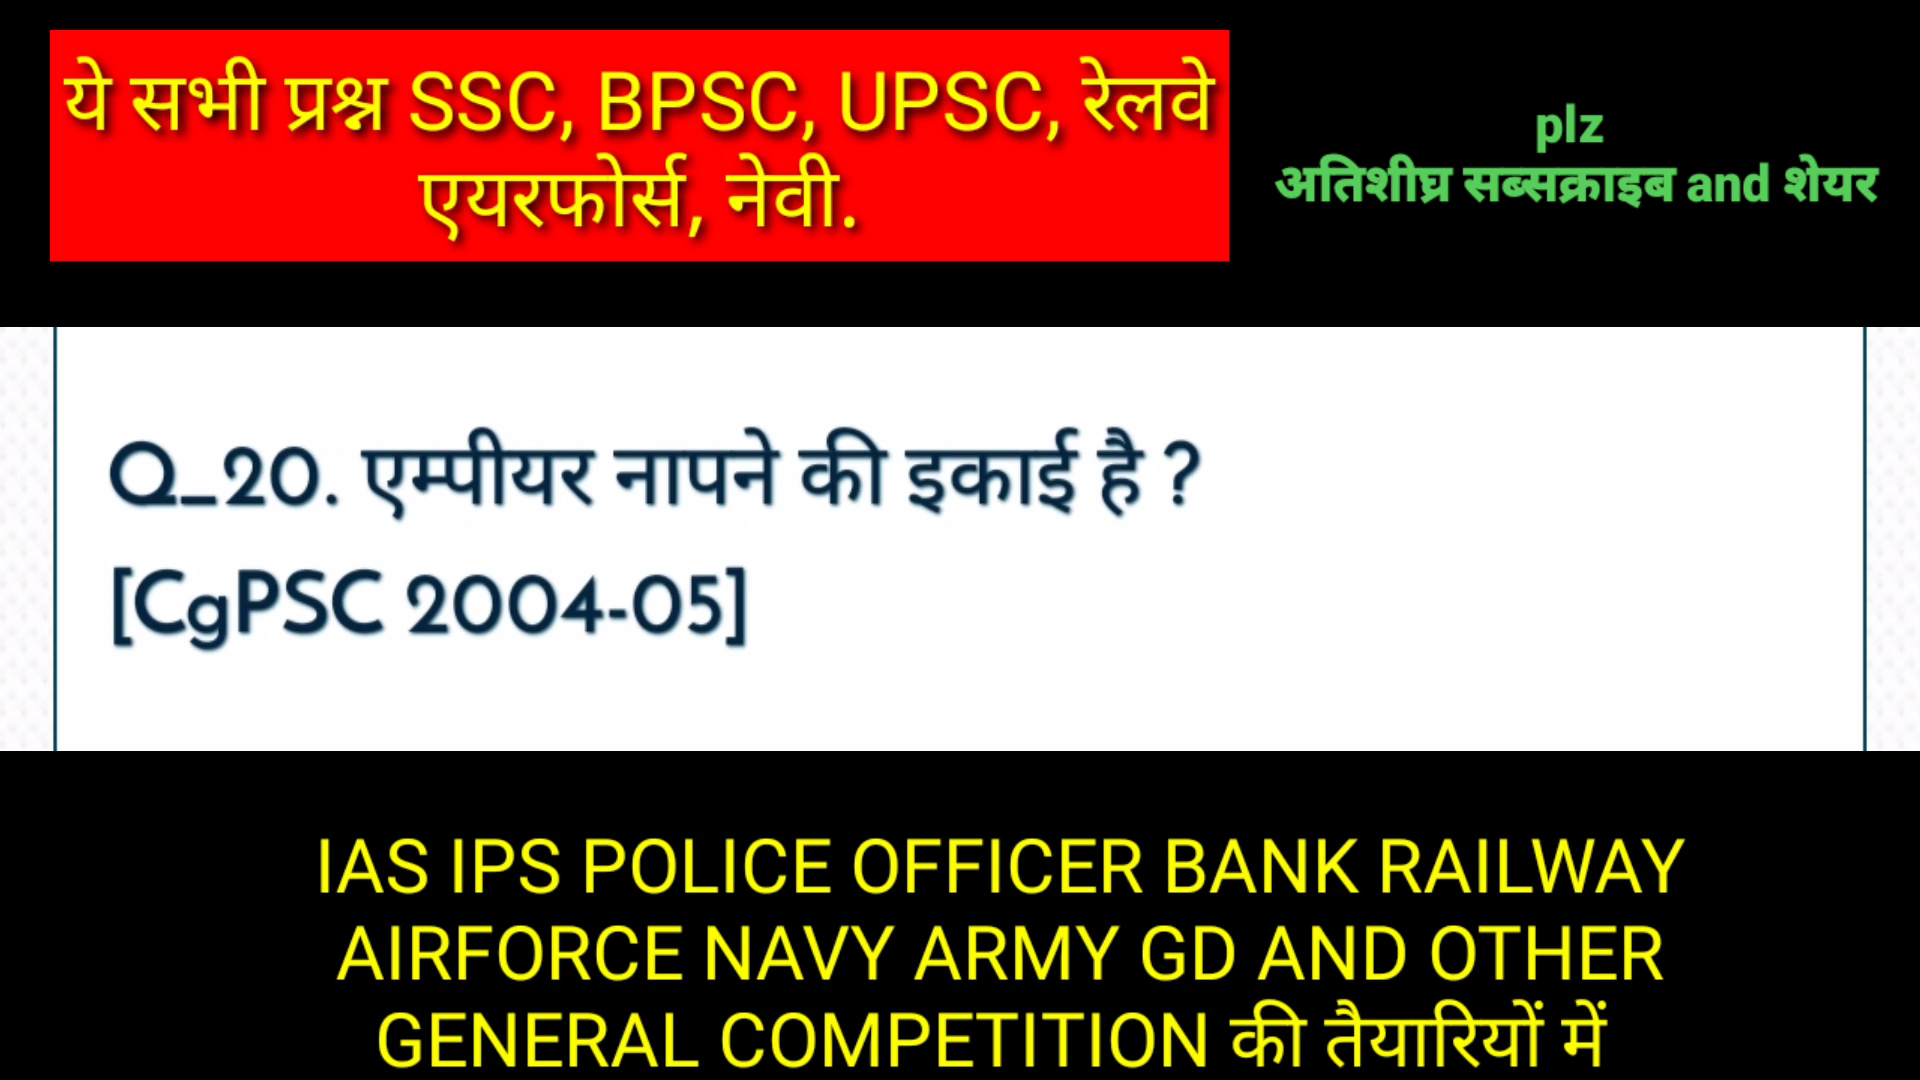 ये सभी प्रश्न SSC, BPSC, UPSC, रेलवे
एयरफोर्स, नेवी.
plz
अतिशीघ्र सब्सक्राइब and शेयर
Q_20. एम्पीयर नापने की इकाई है ?
[CgPSC 2004-05]
IAS IPS POLICE OFFICER BANK RAILWAY
AIRFORCE NAVY ARMY GD AND OTHER
GENERAL COMPETITION की तैयारियों में